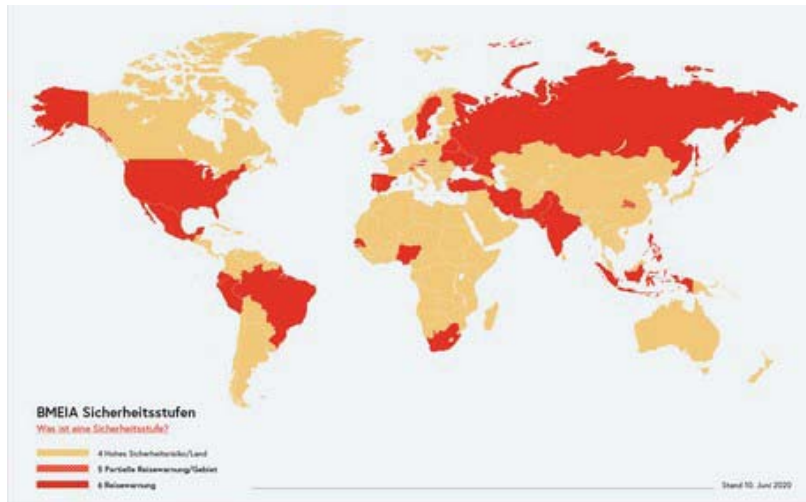 BMEIA Sicherheitsstufen
Was ist eine Sicherheitsstufe?
4 Hohes Sicherheitsrisiko/Land
5 Partielle Reisewarnung/Gebiet
6 Reisewarnung
Stand 10. Juni 2020